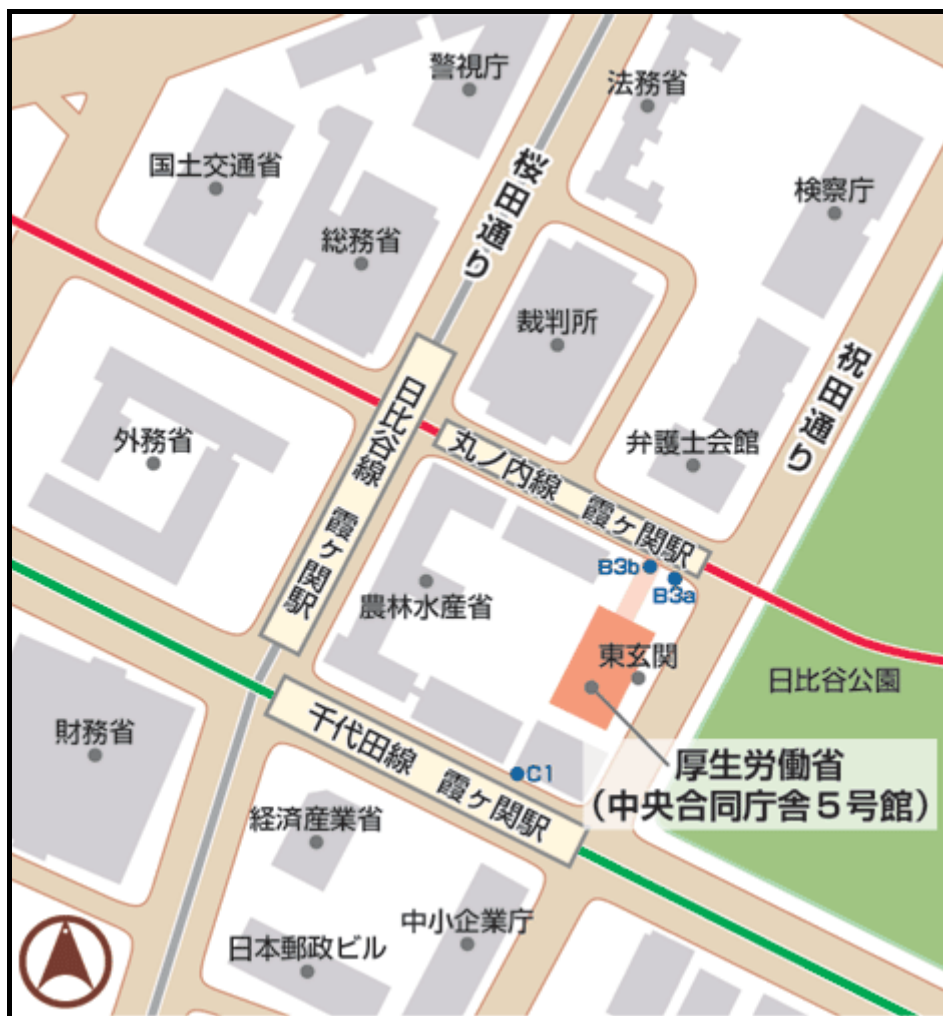 警視庁
法務省
国土交通省
桜田通り
検察庁
総務省
裁判所
祝田通り
日比谷線 霞ヶ関駅
外務省
丸ノ内線 霞ヶ関駅
弁護士会館
B3b
B3a
農林水産省
東玄関
日比谷公園
財務省
千代田線 霞ヶ関駅
厚生労働省
(中央合同庁舎5号館)
C1
経済産業省
中小企業庁
日本郵政ビル